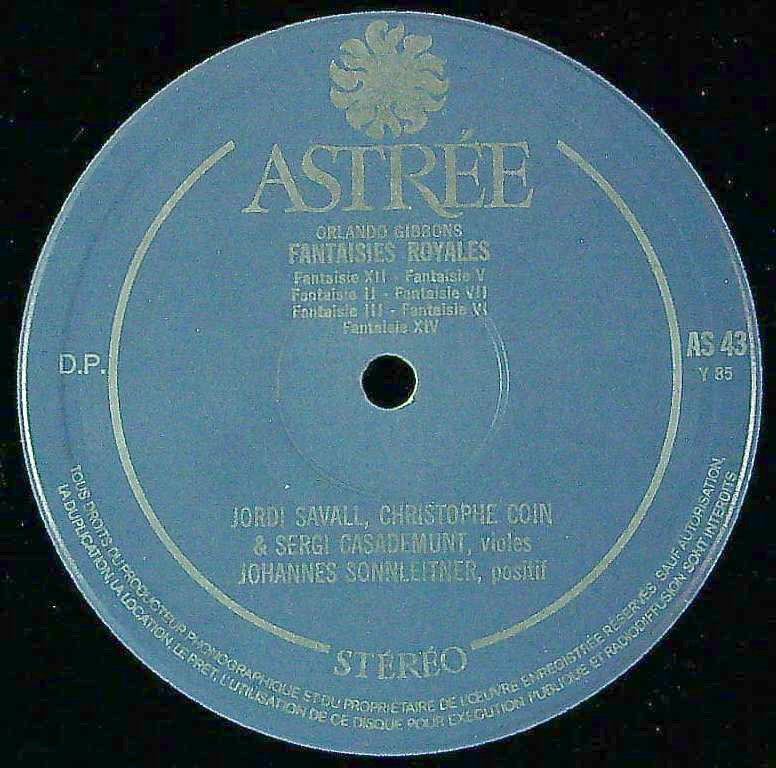 ASTRÉE
ORLANDO GIBBONS
FANTAISIES ROYALES
Fantaisie XII - Fantaisie V
Fantaisie II - Fantaisie VII
Fantaisie III - Fantaisie VI
Fantaisie XIV
D.P.
AS 43
Y 85
JORDI SAVALL, CHRISTOPHE COIN
& SERGI CASADEMUNT, violes
JOHANNES SONNLEITNER, positif
STÉRÉO
TOUS DROITS DU PRODUCTEUR PHONOGRAPHIQUE ET DU PROPRIÉTAIRE DE L'ŒUVRE ENREGISTRÉE RÉSERVÉS. SAUF AUTORISATION,
LA DUPLICATION, LA LOCATION, LE PRÊT, L'UTILISATION DE CE DISQUE POUR EXÉCUTION PUBLIQUE ET RADIODIFFUSION SONT INTERDITS